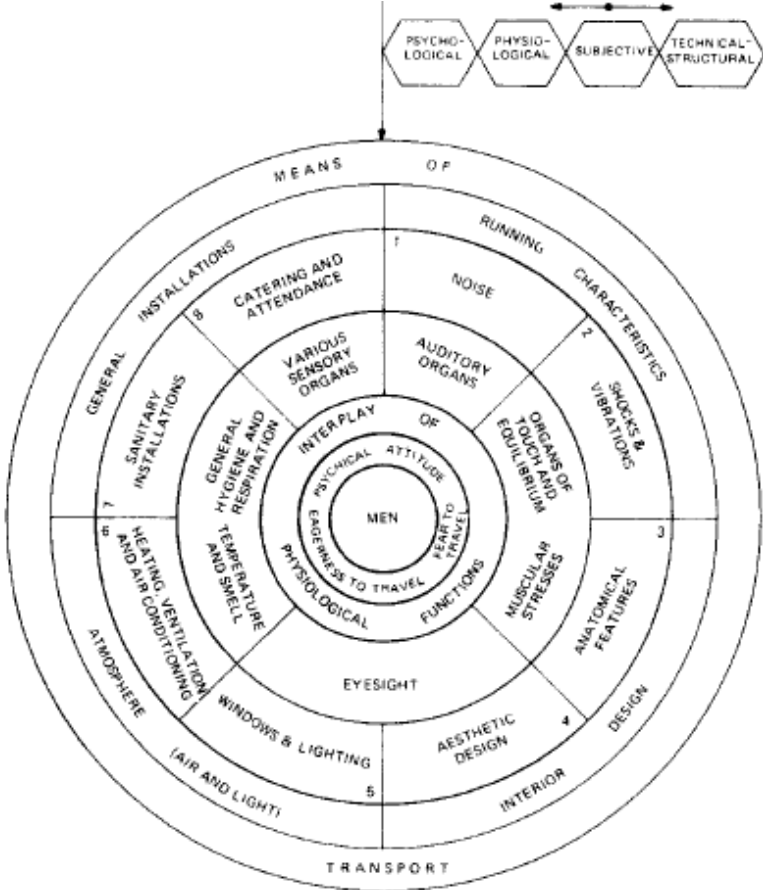 PSYCHO-
LOGICAL
PHYSIO-
LOGICAL
SUBJECTIVE
TECHNICAL-
STRUCTURAL
MEANS OF
TRANSPORT
RUNNING
CHARACTERISTICS
INTERIOR
DESIGN
ATMOSPHERE
(AIR AND LIGHT)
GENERAL
INSTALLATIONS
1
NOISE
2
SHOCKS &
VIBRATIONS
3
ANATOMICAL
FEATURES
4
AESTHETIC
DESIGN
5
WINDOWS & LIGHTING
6
HEATING, VENTILATION
AND AIR CONDITIONING
7
SANITARY
INSTALLATIONS
8
CATERING AND
ATTENDANCE
AUDITORY
ORGANS
ORGANS OF
TOUCH AND
EQUILIBRIUM
MUSCULAR
STRESSES
EYESIGHT
TEMPERATURE
AND SMELL
GENERAL
HYGIENE AND
RESPIRATION
VARIOUS
SENSORY
ORGANS
INTERPLAY OF
PHYSIOLOGICAL
FUNCTIONS
PSYCHICAL ATTITUDE
EAGERNESS TO TRAVEL
FEAR TO
TRAVEL
MEN